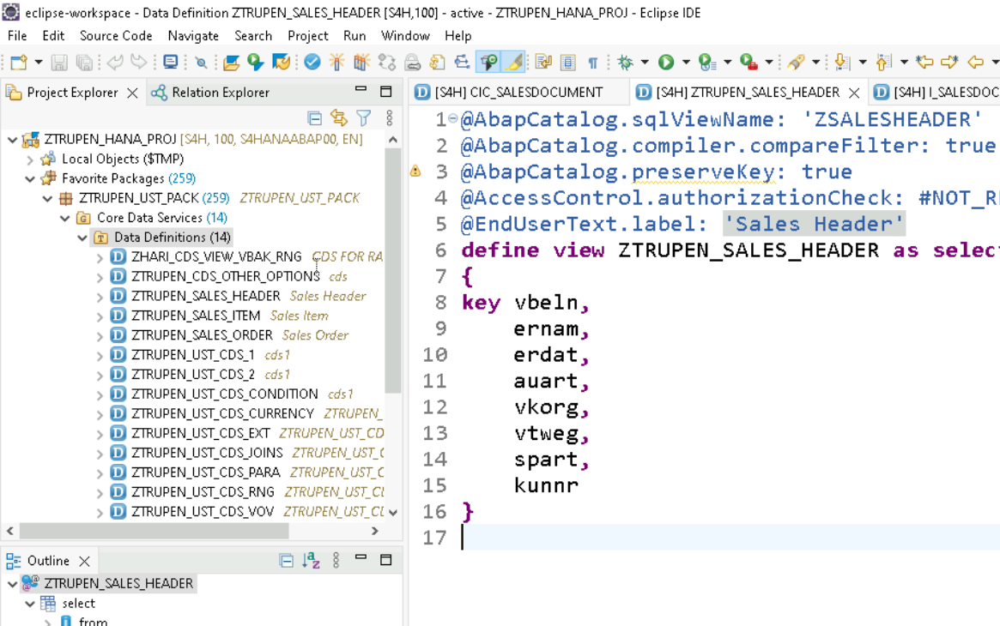 eclipse-workspace - Data Definition ZTRUPEN_SALES_HEADER [S4H,100] - active - ZTRUPEN_HANA_PROJ - Eclipse IDE
File Edit Source Code Navigate Search Project Run Window Help
Project Explorer Relation Explorer
ZTRUPEN_HANA_PROJ [S4H, 100, S4HANAABAP00, EN]
Local Objects ($TMP)
Favorite Packages (259)
ZTRUPEN_UST_PACK (259) ZTRUPEN_UST_PACK
Core Data Services (14)
Data Definitions (14)
ZHARI_CDS_VIEW_VBAK_RNG CDS FOR RA
ZTRUPEN_CDS_OTHER_OPTIONS cds
ZTRUPEN_SALES_HEADER Sales Header
ZTRUPEN_SALES_ITEM Sales Item
ZTRUPEN_SALES_ORDER Sales Order
ZTRUPEN_UST_CDS_1 cds1
ZTRUPEN_UST_CDS_2 cds1
ZTRUPEN_UST_CDS_CONDITION cds1
ZTRUPEN_UST_CDS_CURRENCY ZTRUPEN_
ZTRUPEN_UST_CDS_EXT ZTRUPEN_UST_CD
ZTRUPEN_UST_CDS_JOINS ZTRUPEN_UST_C
ZTRUPEN_UST_CDS_PARA ZTRUPEN_UST_C
ZTRUPEN_UST_CDS_RNG ZTRUPEN_UST_CD
ZTRUPEN_UST_CDS_VOV ZTRUPEN_UST_CD
Outline
ZTRUPEN_SALES_HEADER
select
from
[S4H] CIC_SALESDOCUMENT [S4H] ZTRUPEN_SALES_HEADER [S4H] I_SALESDOC
1 @AbapCatalog.sqlViewName: 'ZSALESHEADER'
2 @AbapCatalog.compiler.compareFilter: true
3 @AbapCatalog.preserveKey: true
4 @AccessControl.authorizationCheck: #NOT_R
5 @EndUserText.label: 'Sales Header'
6 define view ZTRUPEN_SALES_HEADER as select
7 {
8 key vbeln,
9 ernam,
10 erdat,
11 auart,
12 vkorg,
13 vtweg,
14 spart,
15 kunnr
16 }
17